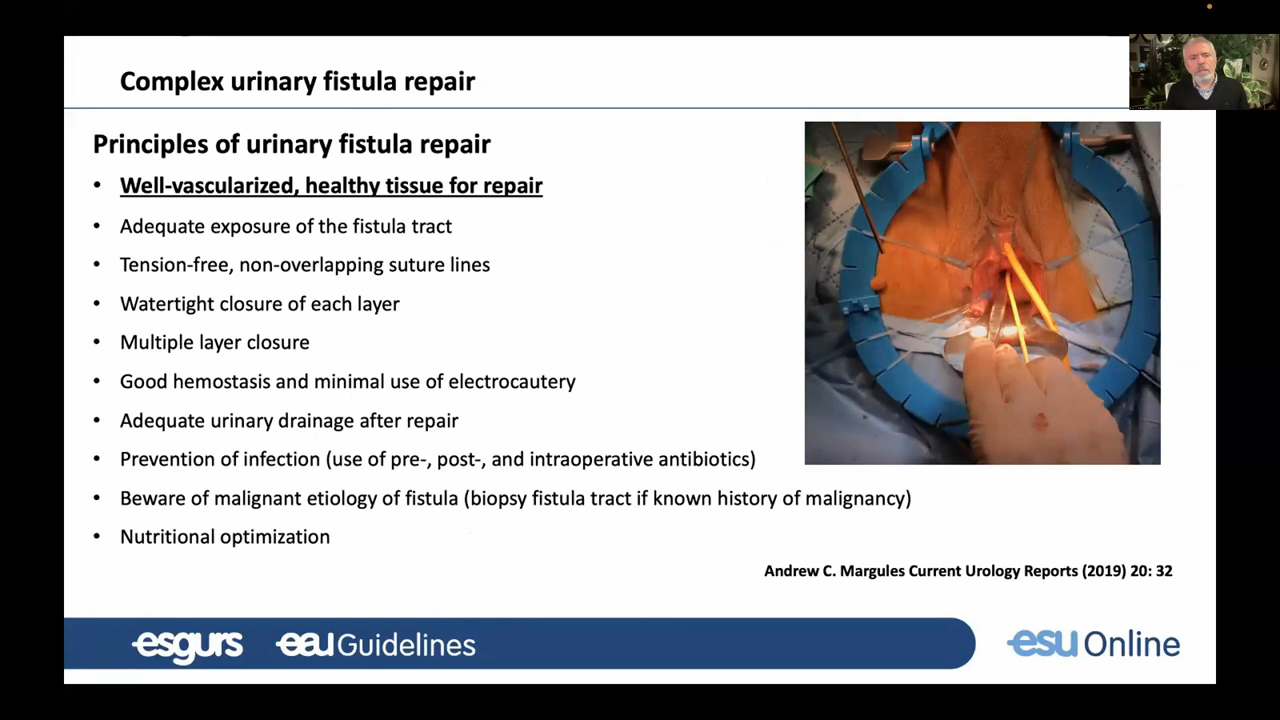 Complex urinary fistula repair
Principles of urinary fistula repair
• Well-vascularized, healthy tissue for repair
• Adequate exposure of the fistula tract
• Tension-free, non-overlapping suture lines
• Watertight closure of each layer
• Multiple layer closure
• Good hemostasis and minimal use of electrocautery
• Adequate urinary drainage after repair
• Prevention of infection (use of pre-, post-, and intraoperative antibiotics)
• Beware of malignant etiology of fistula (biopsy fistula tract if known history of malignancy)
• Nutritional optimization
Andrew C. Margules Current Urology Reports (2019) 20: 32
esgurs eau Guidelines esu Online